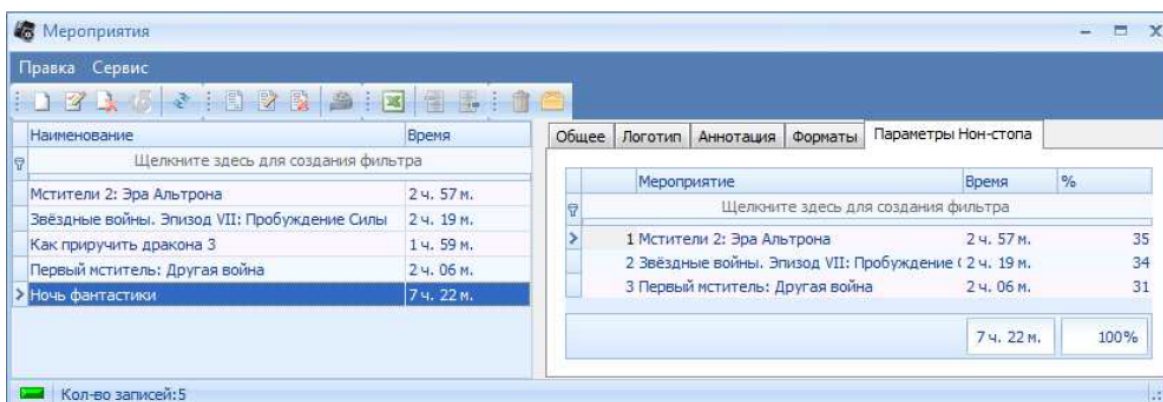 Мероприятия
Правка Сервис
Наименование Время
Щелкните здесь для создания фильтра
Мстители 2: Эра Альтрона 2 ч. 57 м.
Звёздные войны. Эпизод VII: Пробуждение Силы 2 ч. 19 м.
Как приручить дракона 3 1 ч. 59 м.
Первый мститель: Другая война 2 ч. 06 м.
Ночь фантастики 7 ч. 22 м.
Общее Логотип Аннотация Форматы Параметры Нон-стопа
Мероприятие Время %
Щелкните здесь для создания фильтра
1 Мстители 2: Эра Альтрона 2 ч. 57 м. 35
2 Звёздные войны. Эпизод VII: Пробуждение 2 ч. 19 м. 34
3 Первый мститель: Другая война 2 ч. 06 м. 31
7 ч. 22 м. 100%
Кол-во записей:5